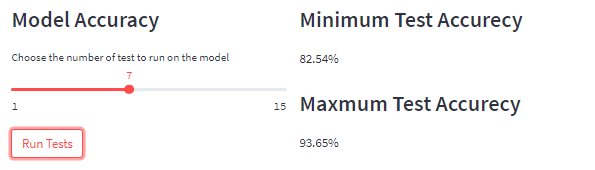 Model Accuracy
Choose the number of test to run on the model
7
1
15
Run Tests
Minimum Test Accurecy
82.54%
Maxmum Test Accurecy
93.65%